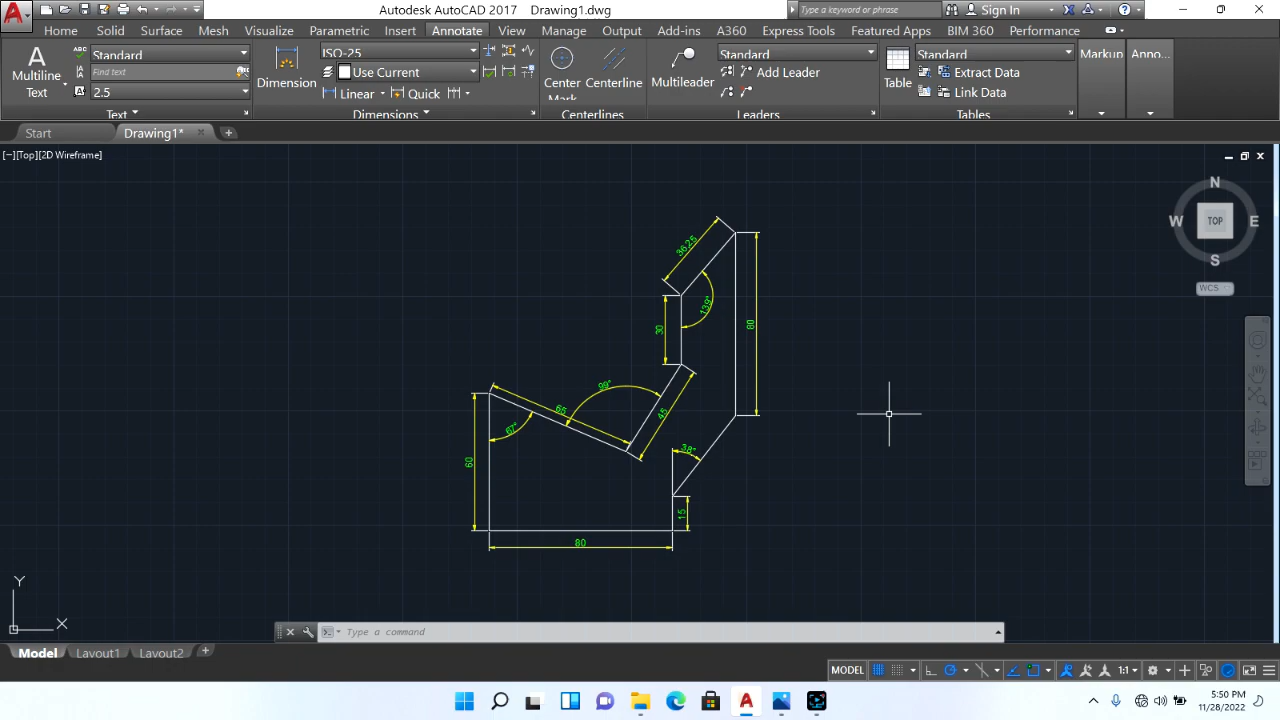 Autodesk AutoCAD 2017 Drawing1.dwg
Type a keyword or phrase
Sign In
Home Solid Surface Mesh Visualize Parametric Insert Annotate View Manage Output Add-ins A360 Express Tools Featured Apps BIM 360 Performance
Standard
ISO-25
Standard
Standard
Find text
Use Current
Add Leader
Extract Data
Multiline
Text
2.5
Dimension
Linear
Quick
Center
Mark
Centerline
Multileader
Table
Link Data
Markup
Anno...
Text
Dimensions
Centerlines
Leaders
Tables
Start
Drawing1*
[−][Top][2D Wireframe]
N
W
TOP
E
S
WCS
36,25
139°
30
80
99°
65
45
67°
60
38°
15
80
Y
X
Type a command
Model
Layout1
Layout2
MODEL
1:1
5:50 PM
11/28/2022